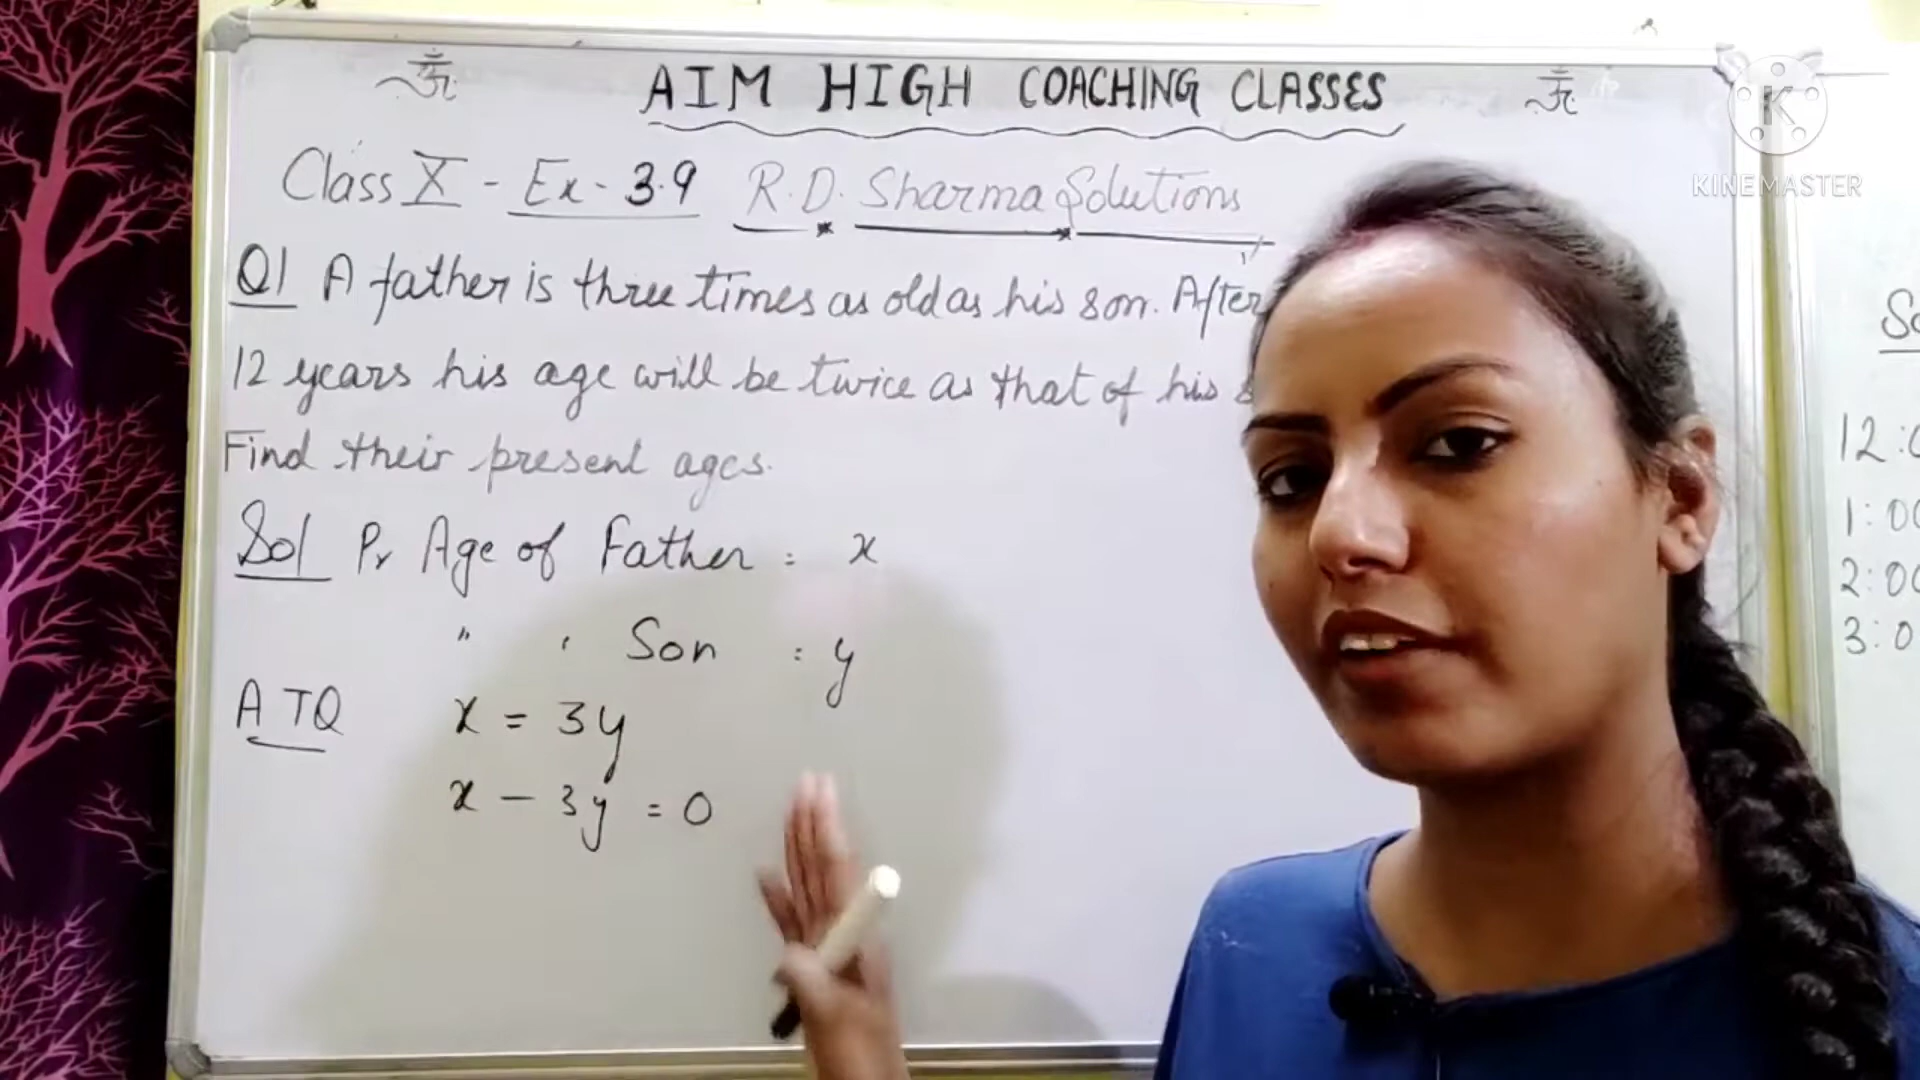 ॐ AIM HIGH COACHING CLASSES ॐ
K
KINEMASTER
Class X - Ex - 3.9 R.D. Sharma Solutions
Q1 A father is three times as old as his son. After
12 years his age will be twice as that of his
Find their present ages.
Sol Pr Age of Father = x
" " Son = y
ATQ x = 3y
x - 3y = 0
12:
1:00
2:00
3:0